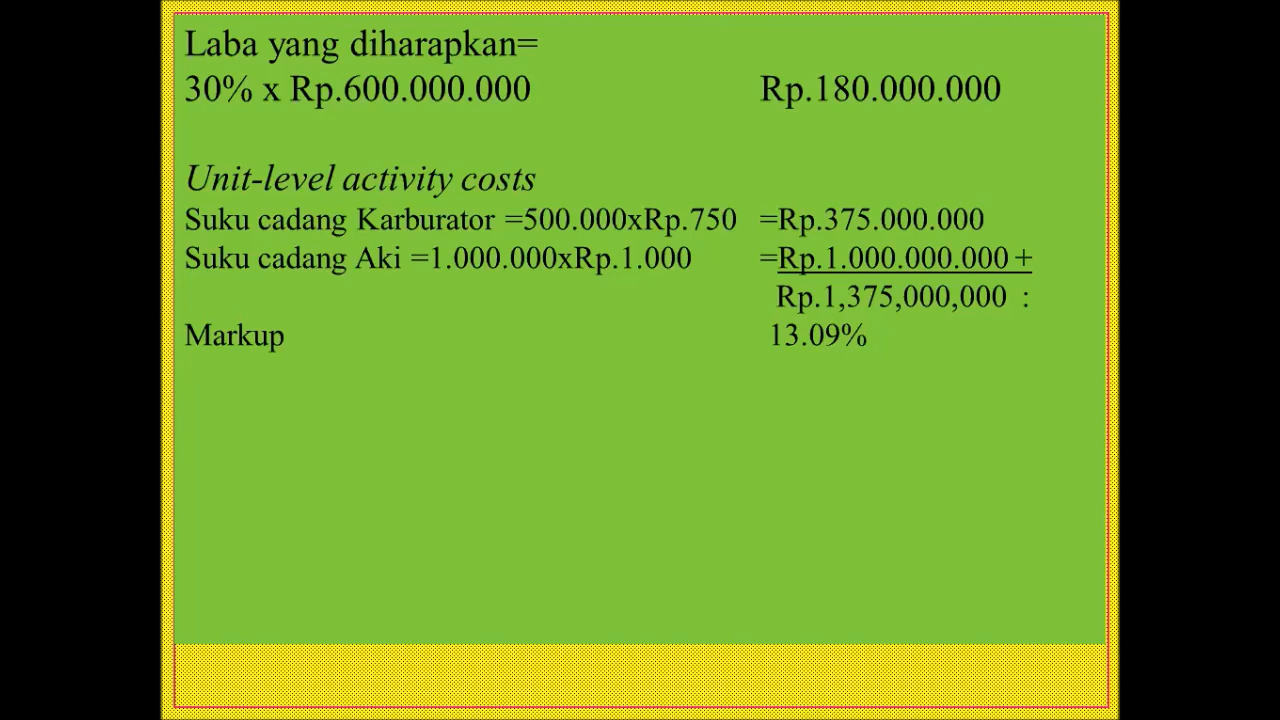 Laba yang diharapkan=
30% x Rp.600.000.000 Rp.180.000.000
Unit-level activity costs
Suku cadang Karburator =500.000xRp.750 =Rp.375.000.000
Suku cadang Aki =1.000.000xRp.1.000 =Rp.1.000.000.000 +
Rp.1,375,000,000 :
Markup 13.09%